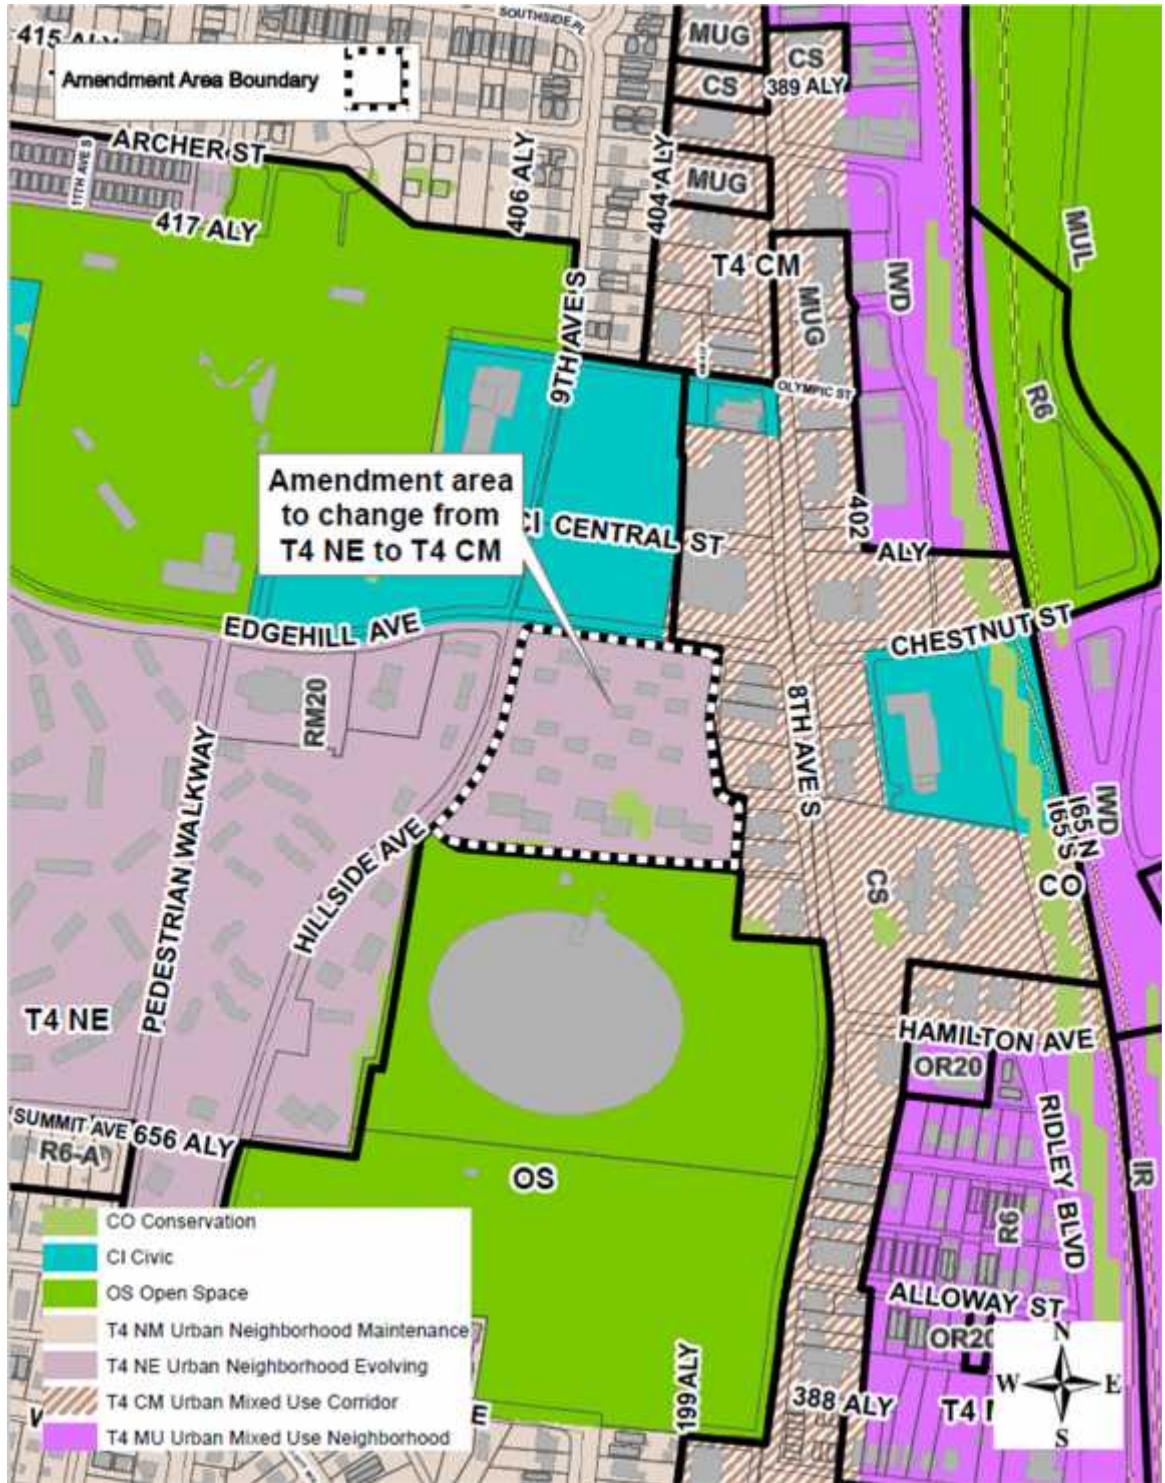 SOUTHSIDE PL
415 ALY
Amendment Area Boundary
MUG
CS
CS
389 ALY
ARCHER ST
11TH AVE S
406 ALY
404 ALY
MUG
417 ALY
MUL
T4 CM
IWD
9TH AVE S
MUG
OLYMPIC ST
R6
Amendment area
to change from
T4 NE to T4 CM
CI CENTRAL ST
402 ALY
EDGEHILL AVE
CHESTNUT ST
RM20
8TH AVE S
PEDESTRIAN WALKWAY
HILLSIDE AVE
IWD
I65 N
I65 S
CO
CS
T4 NE
HAMILTON AVE
OR20
SUMMIT AVE
656 ALY
R6-A
RIDLEY BLVD
IR
OS
R6
CO Conservation
CI Civic
OS Open Space
T4 NM Urban Neighborhood Maintenance
T4 NE Urban Neighborhood Evolving
T4 CM Urban Mixed Use Corridor
T4 MU Urban Mixed Use Neighborhood
ALLOWAY ST
OR20
199 ALY
388 ALY
T4
N
W E
S